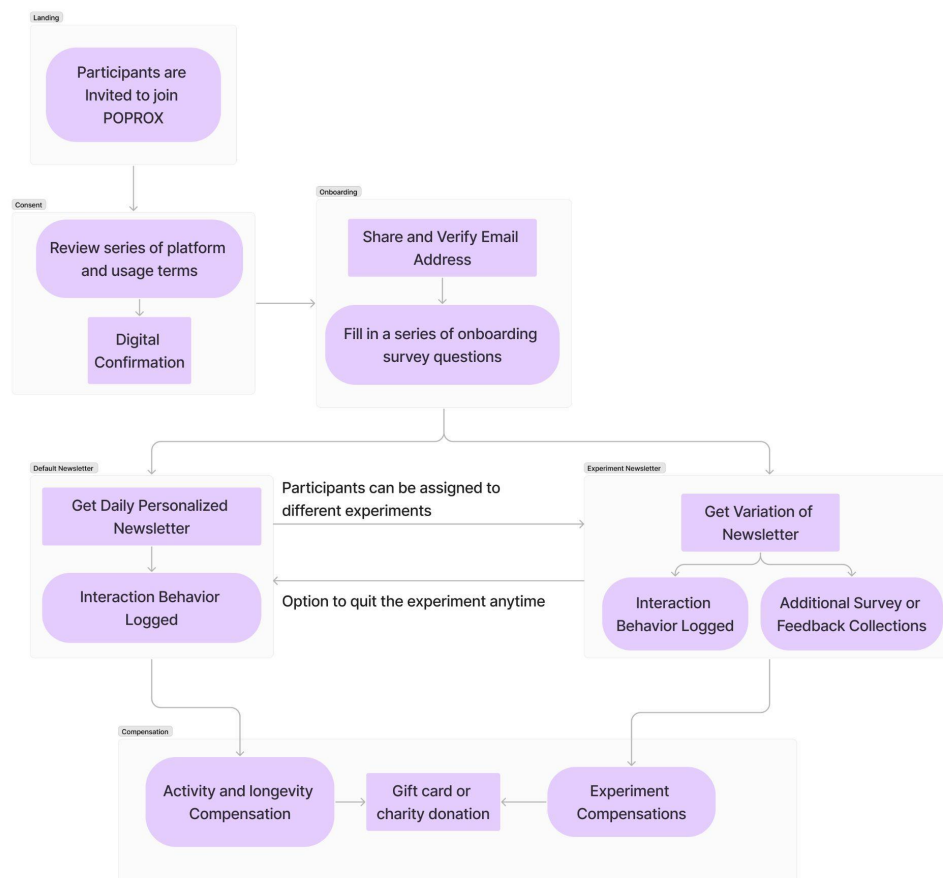 Landing
Participants are
Invited to join
POPROX
Consent
Review series of platform
and usage terms
Digital
Confirmation
Onboarding
Share and Verify Email
Address
Fill in a series of onboarding
survey questions
Default Newsletter
Get Daily Personalized
Newsletter
Interaction Behavior
Logged
Participants can be assigned to
different experiments
Option to quit the experiment anytime
Experiment Newsletter
Get Variation of
Newsletter
Interaction
Behavior Logged
Additional Survey or
Feedback Collections
Compensation
Activity and longevity
Compensation
Gift card or
charity donation
Experiment
Compensations